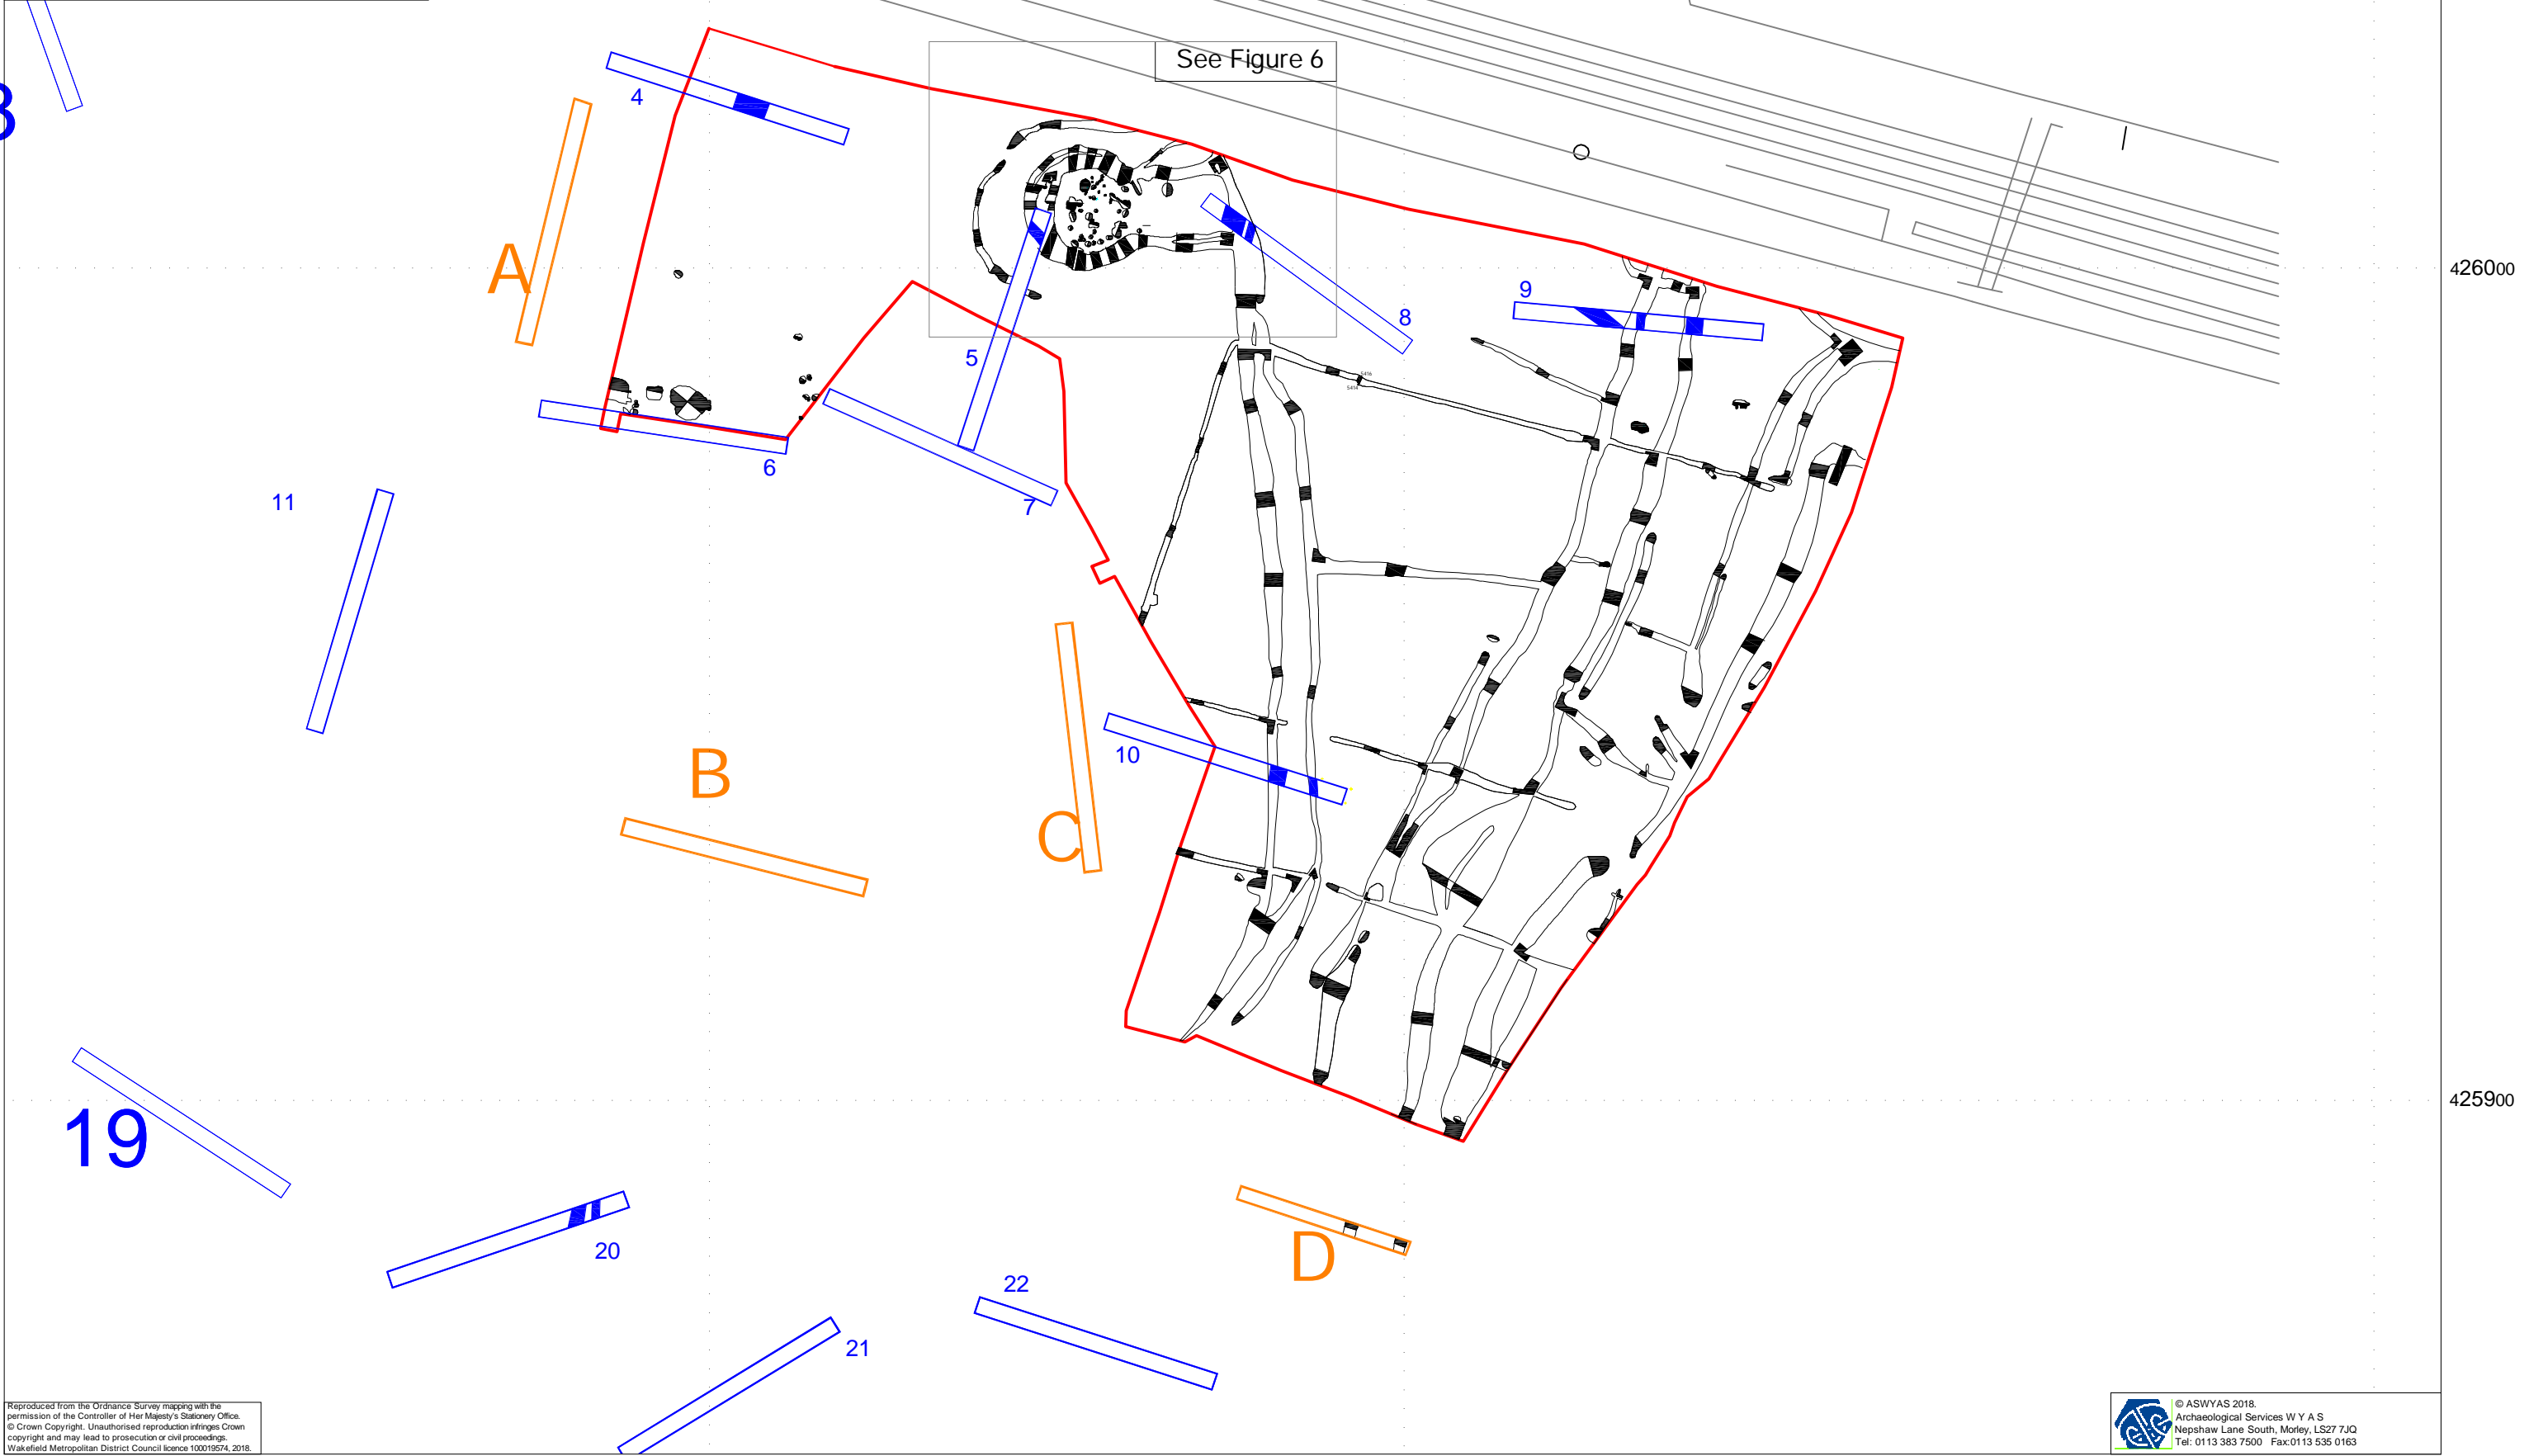 See Figure 6
4
3
A
426000
9
8
5
5416
5414
6
11
7
10
B
C
425900
19
20
D
22
21
Reproduced from the Ordnance Survey mapping with the
permission of the Controller of Her Majesty's Stationery Office.
© Crown Copyright. Unauthorised reproduction infringes Crown
copyright and may lead to prosecution or civil proceedings.
Wakefield Metropolitan District Council licence 100019574, 2018.
© ASWYAS 2018.
Archaeological Services W Y A S
Nepshaw Lane South, Morley, LS27 7JQ
Tel: 0113 383 7500 Fax:0113 535 0163